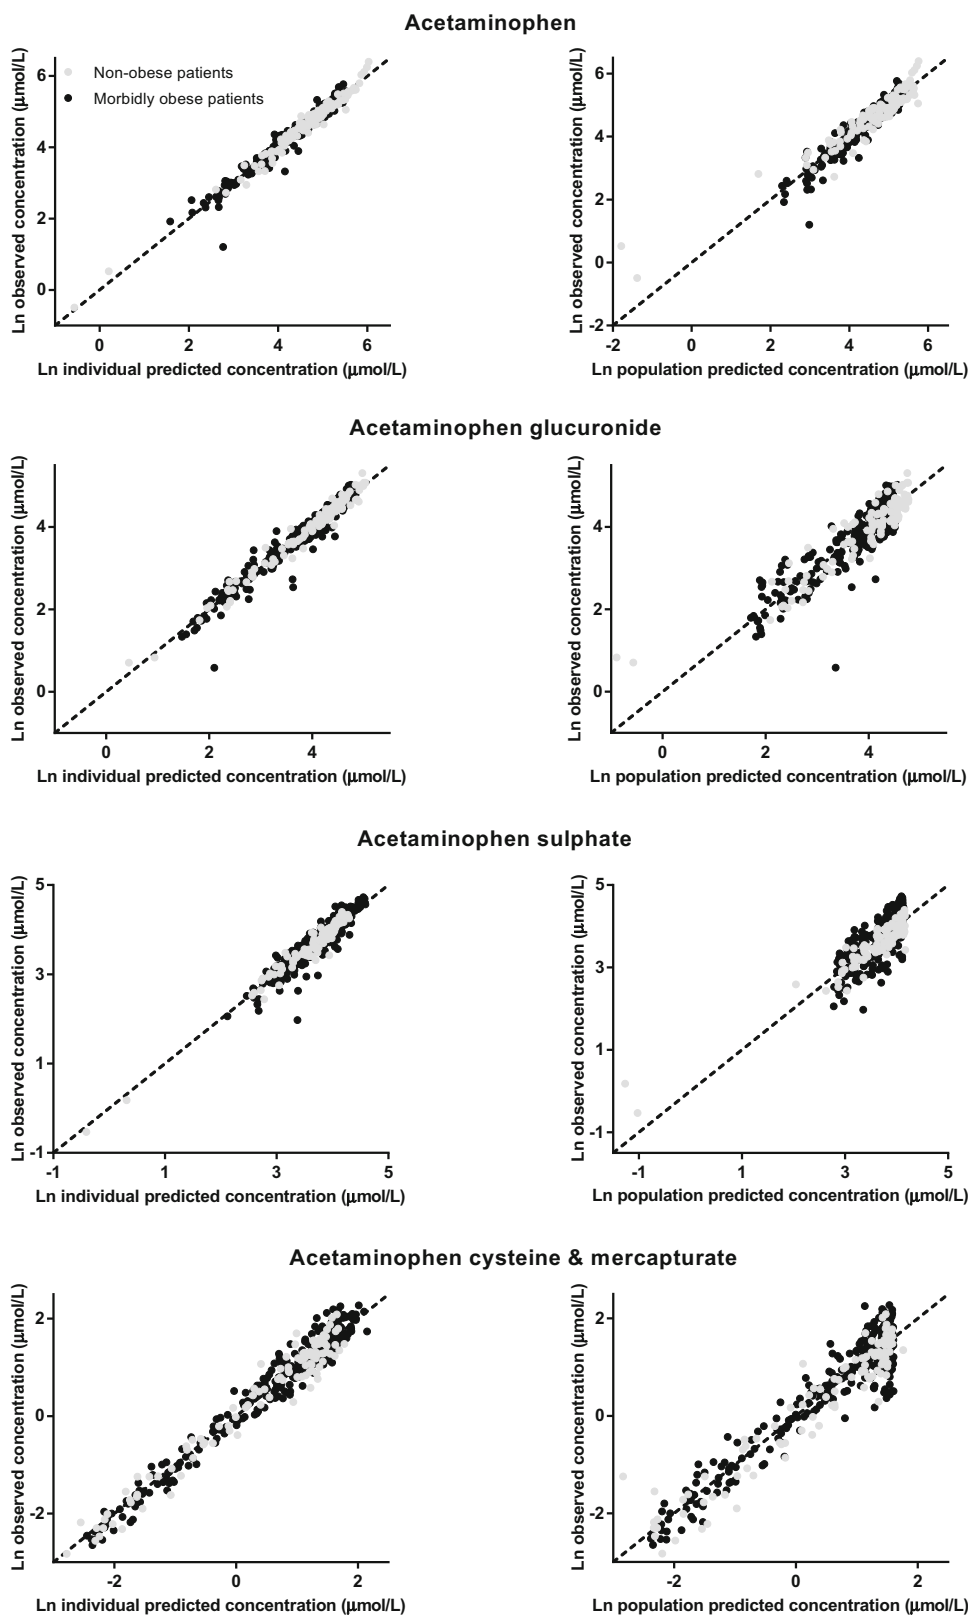 Acetaminophen
Ln observed concentration (μmol/L)
6
4
2
0
Non-obese patients
Morbidly obese patients
0 2 4 6
Ln individual predicted concentration (μmol/L)
Ln observed concentration (μmol/L)
6
4
2
0
-2
-2 0 2 4 6
Ln population predicted concentration (μmol/L)
Acetaminophen glucuronide
Ln observed concentration (μmol/L)
4
2
0
0 2 4
Ln individual predicted concentration (μmol/L)
Ln observed concentration (μmol/L)
4
2
0
0 2 4
Ln population predicted concentration (μmol/L)
Acetaminophen sulphate
Ln observed concentration (μmol/L)
5
3
1
-1
-1 1 3 5
Ln individual predicted concentration (μmol/L)
Ln observed concentration (μmol/L)
5
3
1
-1
-1 1 3 5
Ln population predicted concentration (μmol/L)
Acetaminophen cysteine & mercapturate
Ln observed concentration (μmol/L)
2
0
-2
-2 0 2
Ln individual predicted concentration (μmol/L)
Ln observed concentration (μmol/L)
2
0
-2
-2 0 2
Ln population predicted concentration (μmol/L)